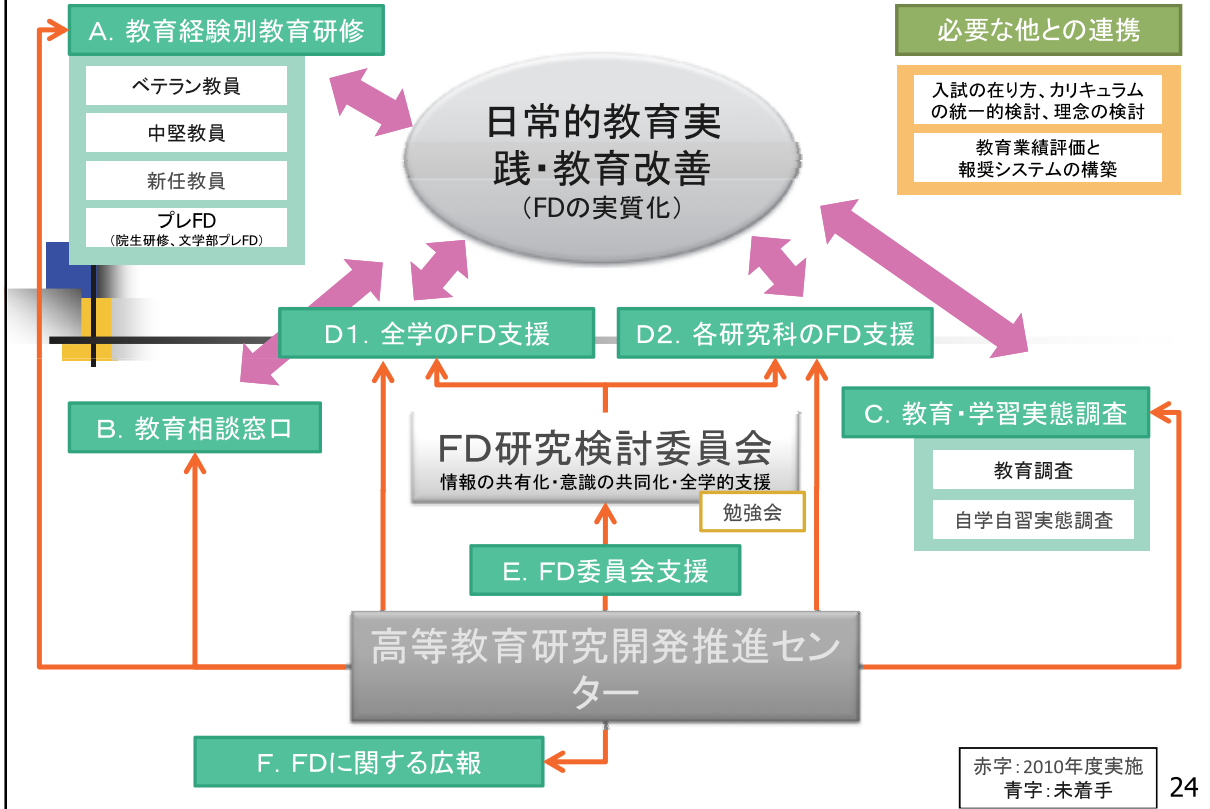 A．教育経験別教育研修
ベテラン教員
中堅教員
新任教員
プレFD
（院生研修、文学部プレFD）
日常的教育実
践・教育改善
（FDの実質化）
必要な他との連携
入試の在り方、カリキュラム
の統一的検討、理念の検討
教育業績評価と
報奨システムの構築
D1．全学のFD支援
D2．各研究科のFD支援
B．教育相談窓口
C．教育・学習実態調査
教育調査
自学自習実態調査
FD研究検討委員会
情報の共有化・意識の共同化・全学的支援
勉強会
E．FD委員会支援
高等教育研究開発推進セン
ター
F．FDに関する広報
赤字：2010年度実施
青字：未着手
24